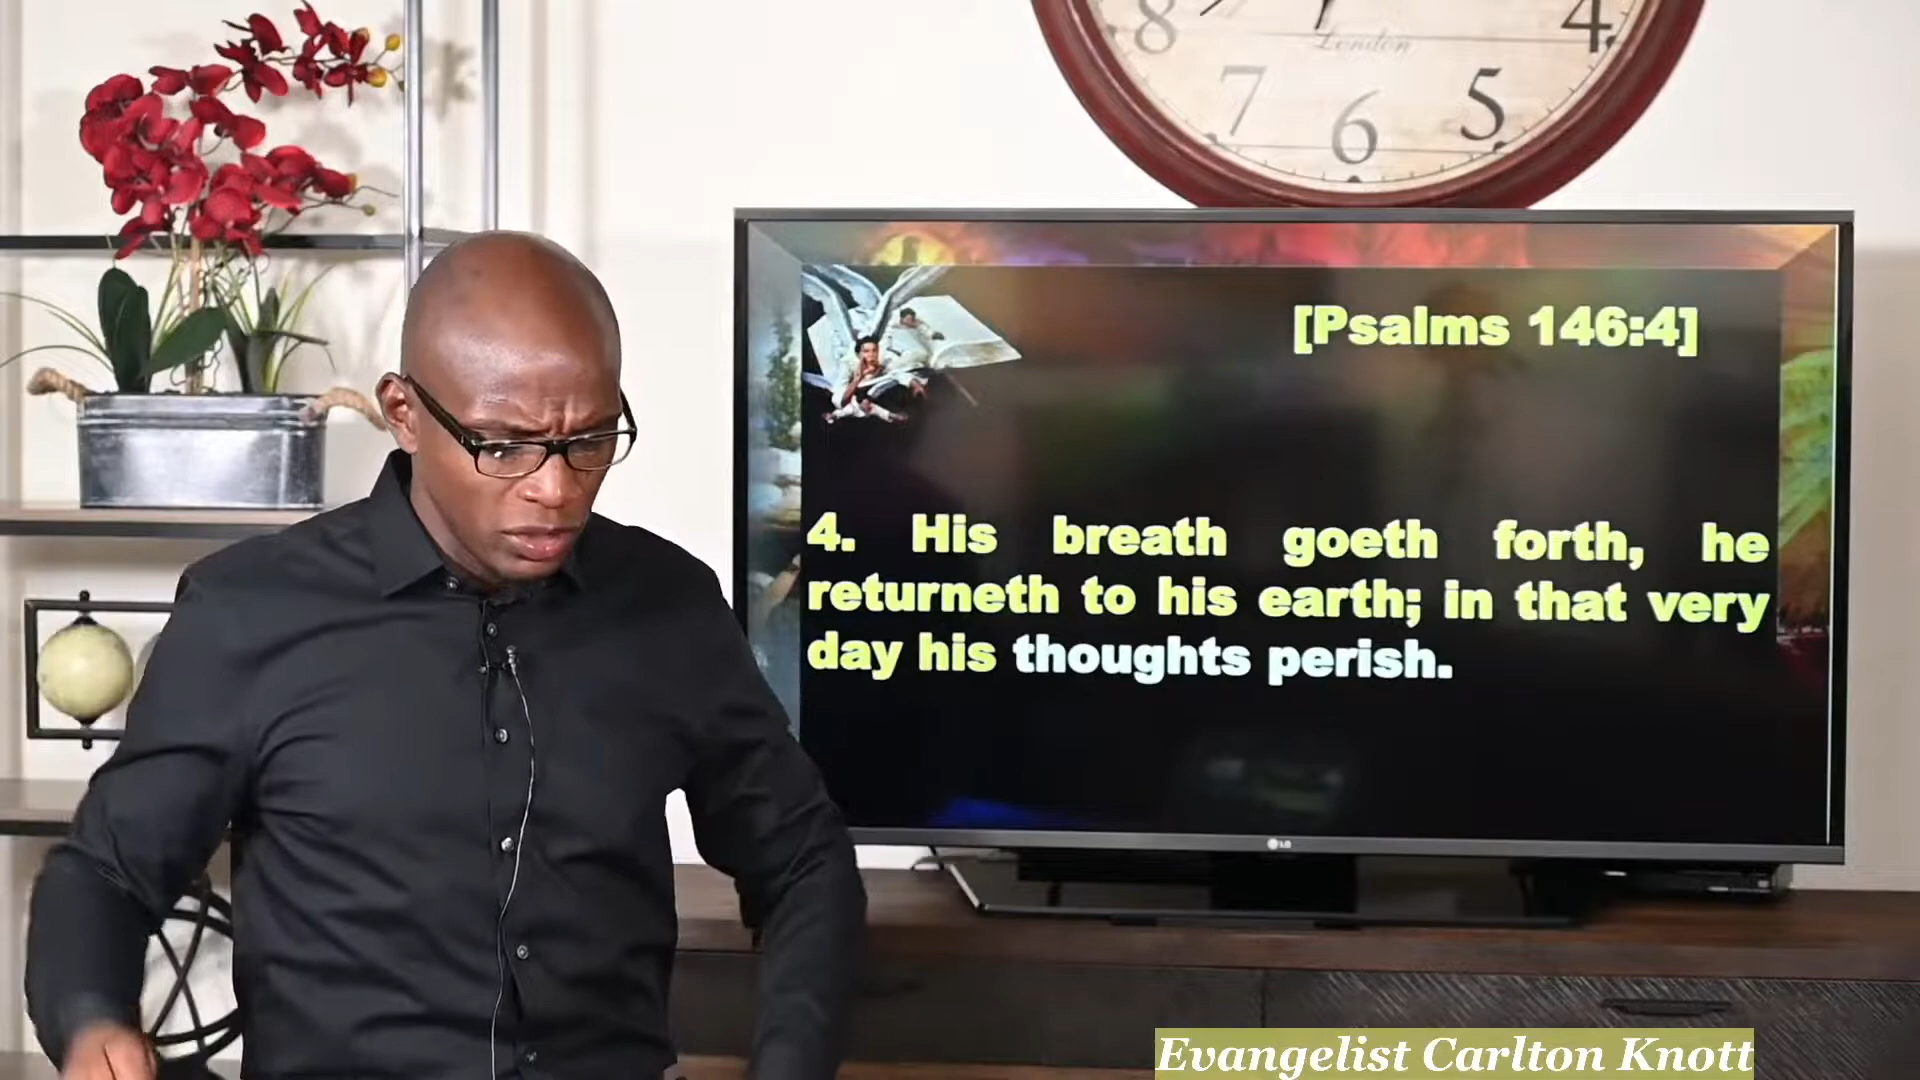 8
London
4
7
5
6
[Psalms 146:4]
4. His breath goeth forth, he
returneth to his earth; in that very
day his thoughts perish.
LG
Evangelist Carlton Knott